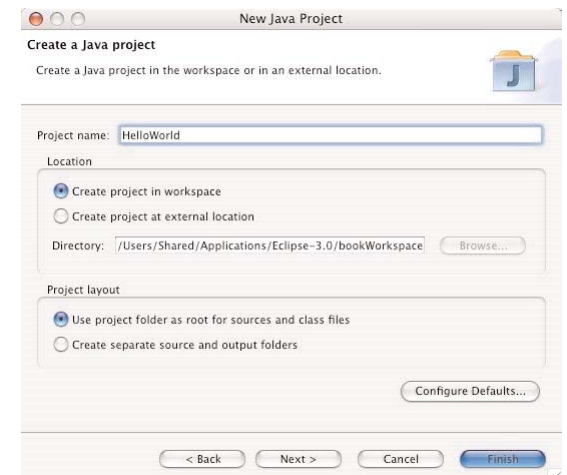 New Java Project
Create a Java project
Create a Java project in the workspace or in an external location.
J
Project name: HelloWorld
Location
Create project in workspace
Create project at external location
Directory: /Users/Shared/Applications/Eclipse-3.0/bookWorkspace Browse...
Project layout
Use project folder as root for sources and class files
Create separate source and output folders
Configure Defaults...
< Back Next > Cancel Finish